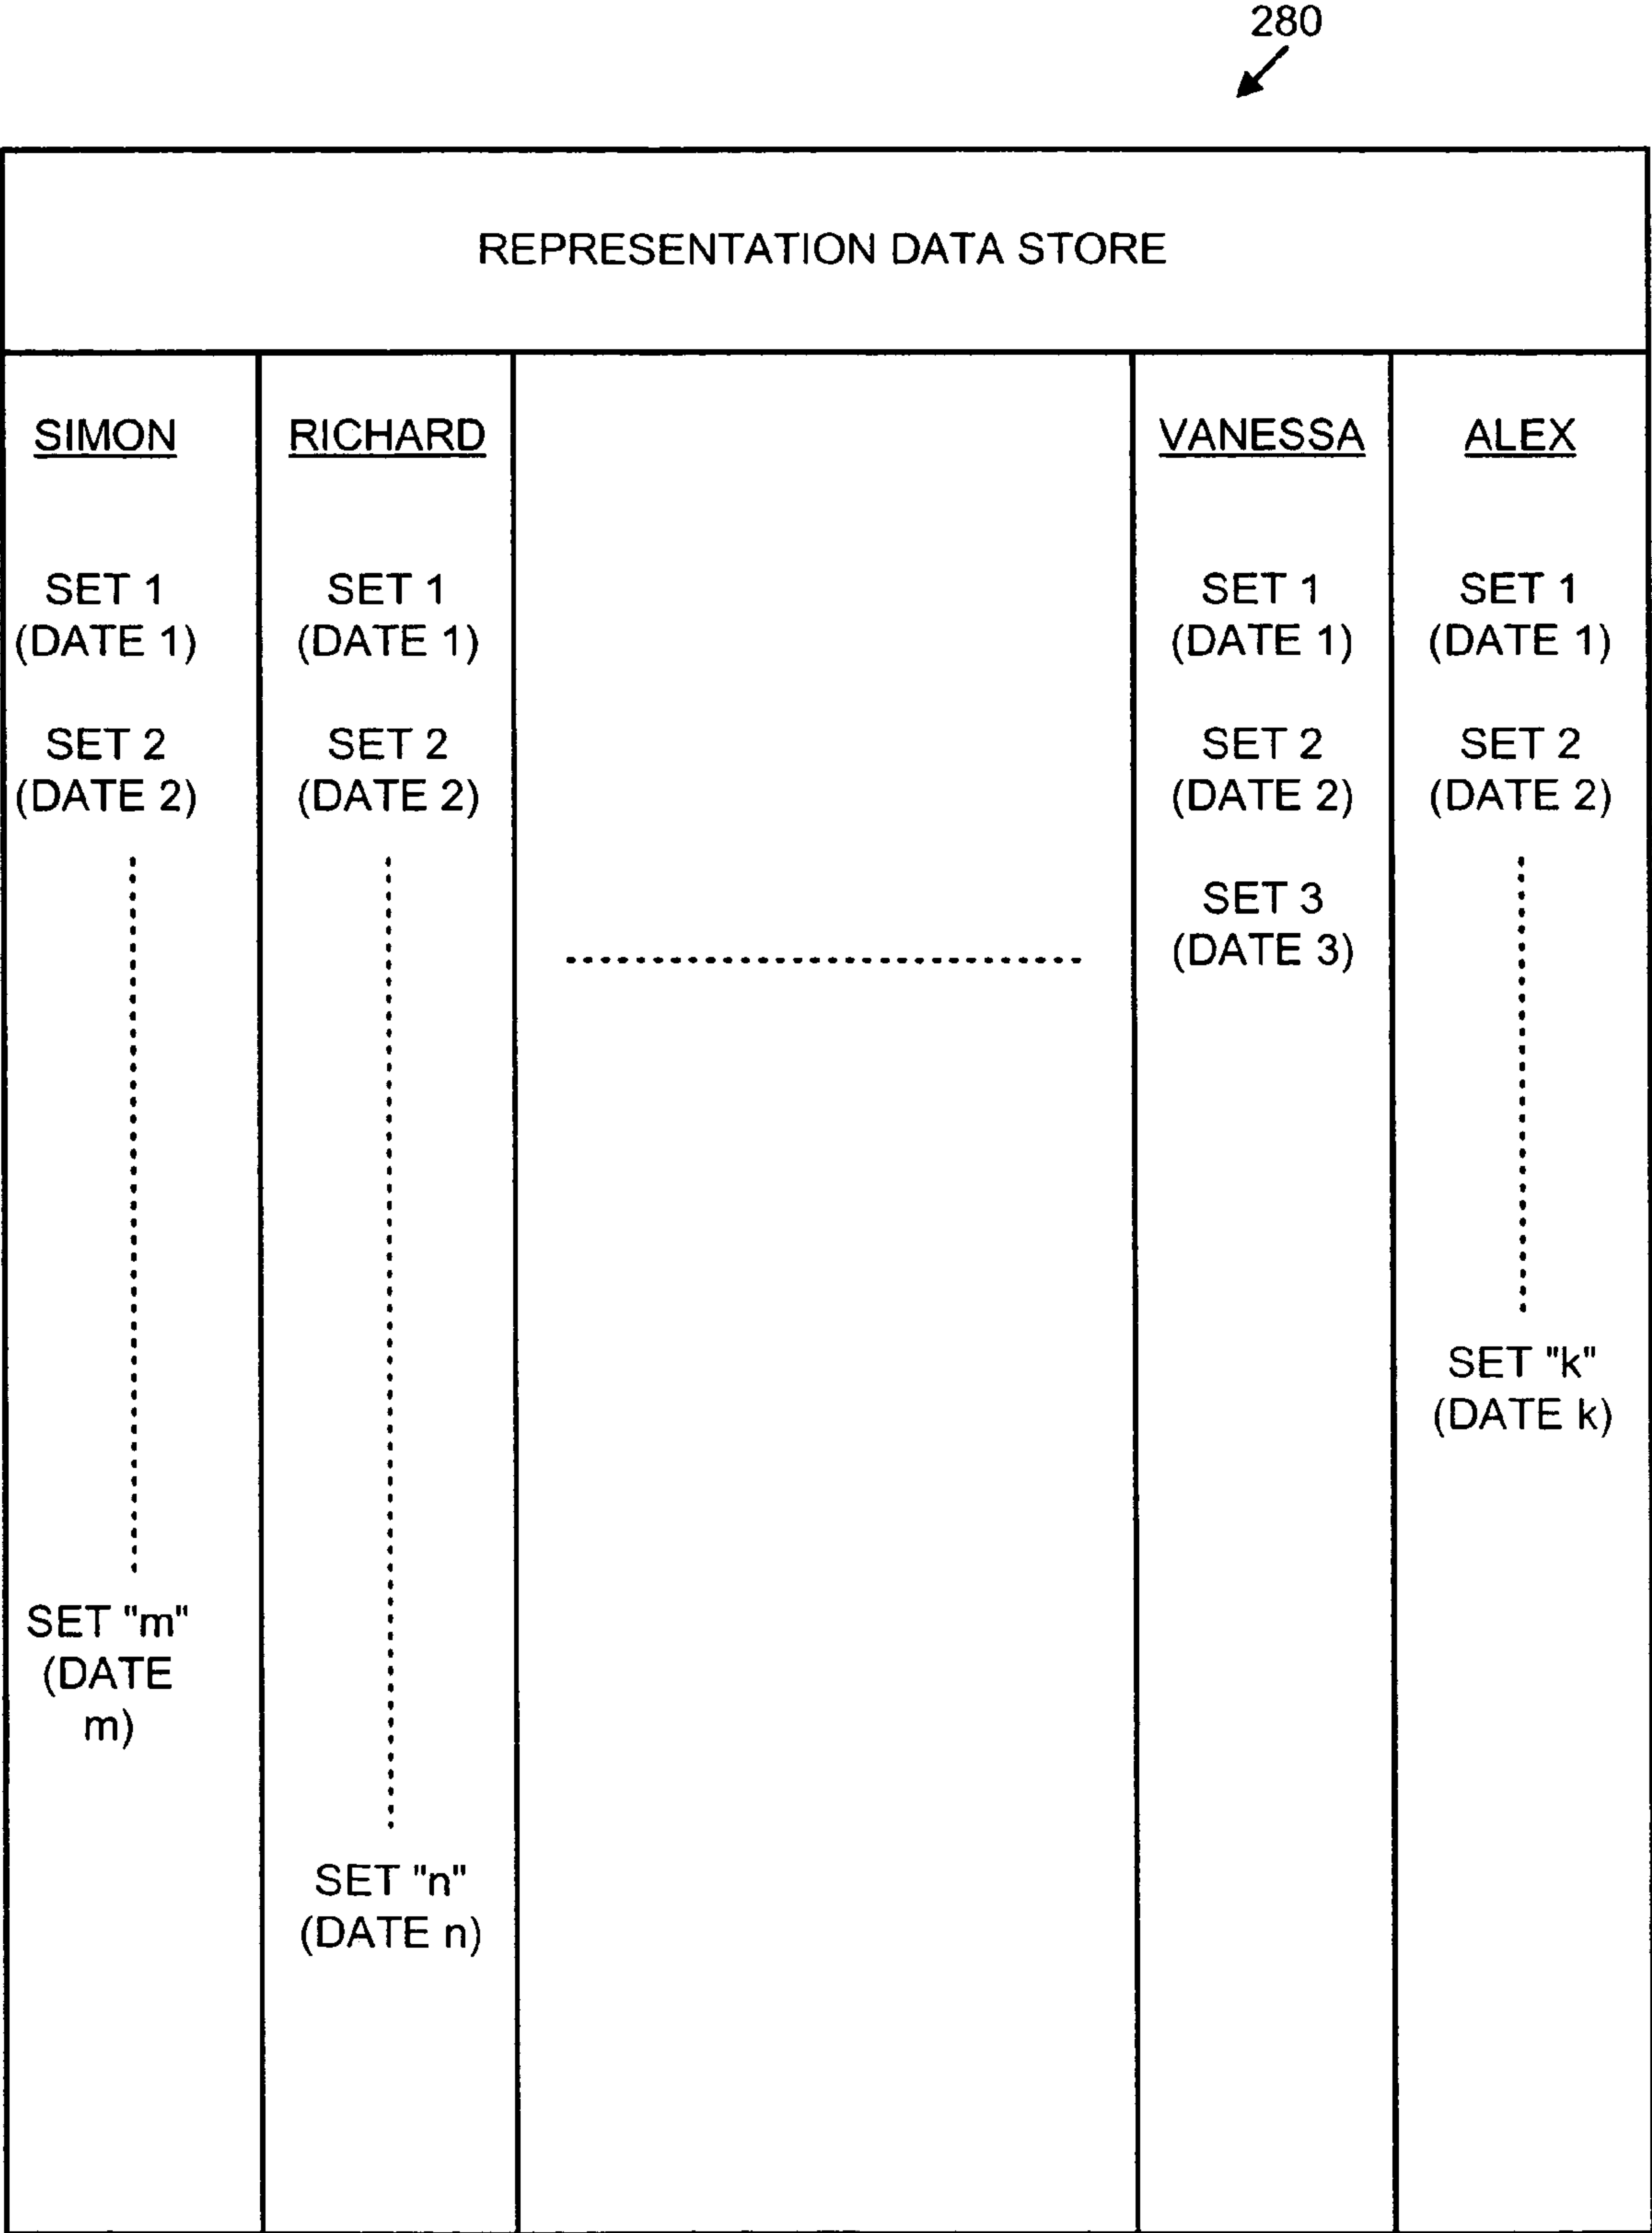 280
REPRESENTATION DATA STORE
SIMON
SET 1
(DATE 1)
SET 2
(DATE 2)
SET "m"
(DATE
m)
RICHARD
SET 1
(DATE 1)
SET 2
(DATE 2)
SET "n"
(DATE n)
VANESSA
SET 1
(DATE 1)
SET 2
(DATE 2)
SET 3
(DATE 3)
ALEX
SET 1
(DATE 1)
SET 2
(DATE 2)
SET "k"
(DATE k)